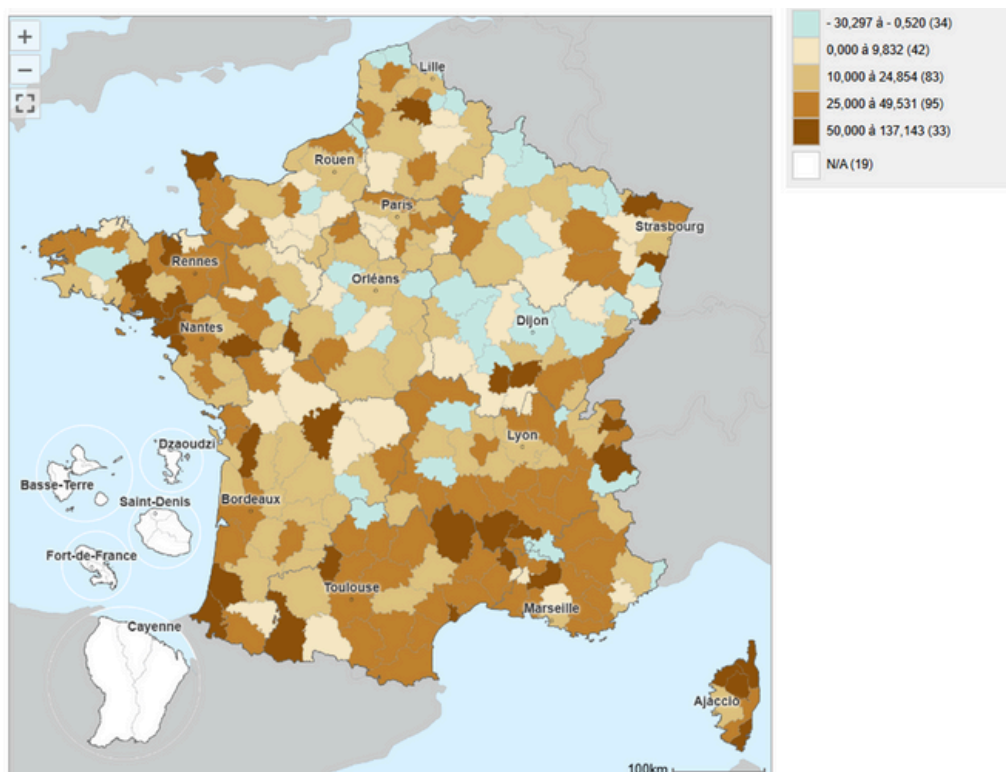 +
- 30,297 à - 0,520 (34)
−
0,000 à 9,832 (42)
10,000 à 24,854 (83)
25,000 à 49,531 (95)
50,000 à 137,143 (33)
N/A (19)
Lille
Rouen
Paris
Strasbourg
Rennes
Orléans
Nantes
Dijon
Lyon
Dzaoudzi
Basse-Terre
Saint-Denis
Bordeaux
Fort-de-France
Toulouse
Marseille
Cayenne
Ajaccio
100km